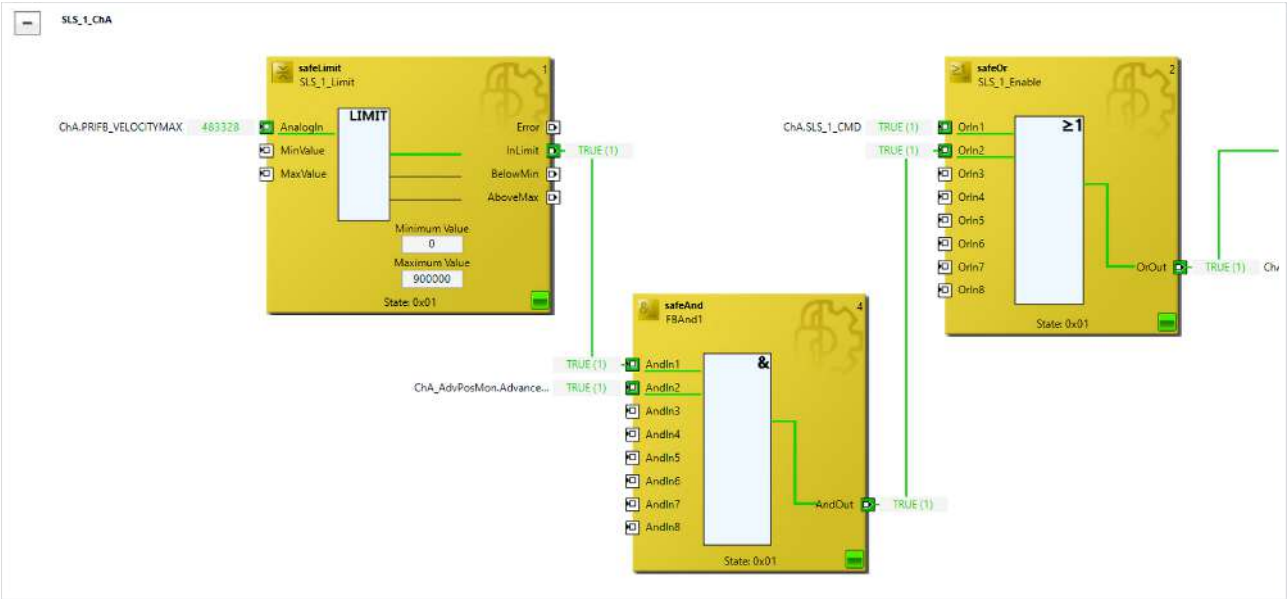 SLS_1_ChA
safeLimit 1
SLS_1_Limit
LIMIT
ChA.PRIFB_VELOCITYMAX 483328 AnalogIn Error
MinValue InLimit TRUE (1)
MaxValue BelowMin
AboveMax
Minimum Value
0
Maximum Value
900000
State: 0x01
safeAnd 4
FBAnd1
&
TRUE (1) AndIn1
ChA_AdvPosMon.Advance... TRUE (1) AndIn2
AndIn3
AndIn4
AndIn5
AndIn6
AndIn7
AndIn8
AndOut TRUE (1)
State: 0x01
≥1 safeOr 2
SLS_1_Enable
≥1
ChA.SLS_1_CMD TRUE (1) OrIn1
TRUE (1) OrIn2
OrIn3
OrIn4
OrIn5
OrIn6
OrIn7
OrIn8
OrOut TRUE (1)
State: 0x01